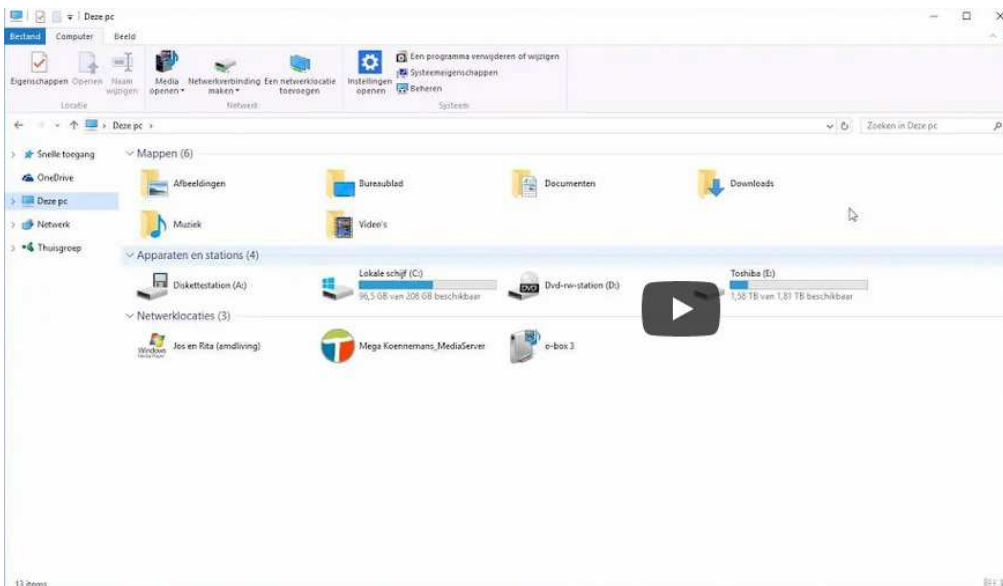 Deze pc
Bestand Computer Beeld
Eigenschappen Openen Naam wijzigen
Media openen Netwerkverbinding maken Een netwerklocatie toevoegen
Instellingen openen
Een programma verwijderen of wijzigen
Systeemeigenschappen
Beheren
Locatie Netwerk Systeem
Deze pc Zoeken in Deze pc
Snelle toegang
OneDrive
Deze pc
Netwerk
Thuisgroep
Mappen (6)
Afbeeldingen Bureaublad Documenten Downloads
Muziek Video's
Apparaten en stations (4)
Diskettestation (A:)
Lokale schijf (C:)
96,5 GB van 208 GB beschikbaar
DVD
Dvd-rw-station (D:)
Toshiba (E:)
1,58 TB van 1,81 TB beschikbaar
Netwerklocaties (3)
Windows Media Player
Jos en Rita (amdliving) Mega Koennemans_MediaServer o-box 3
13 items